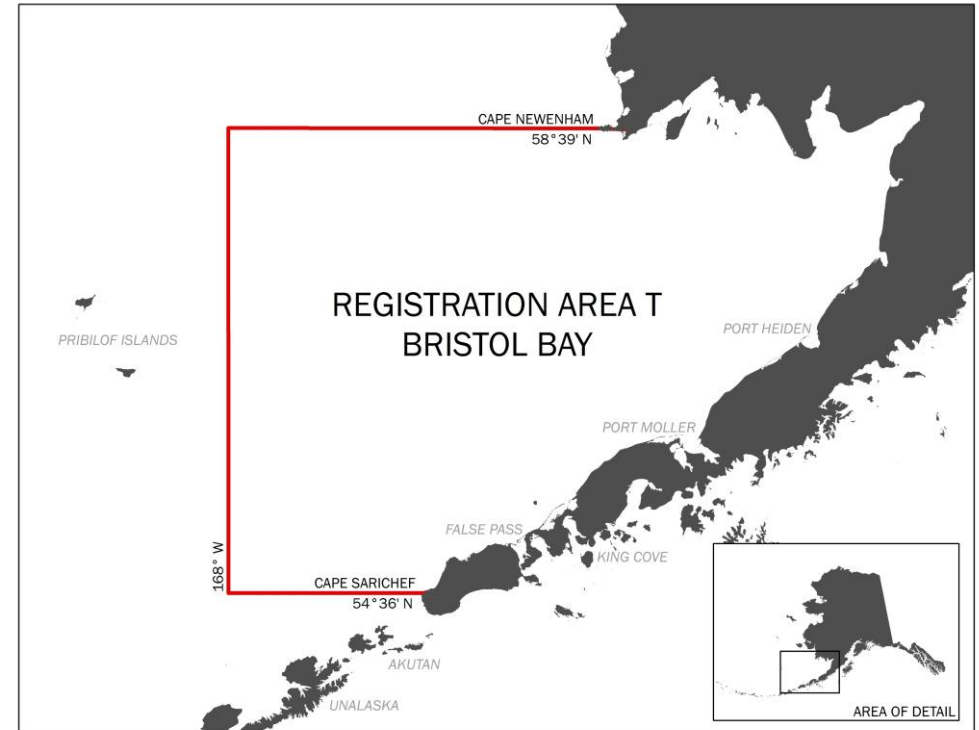 CAPE NEWENHAM
58°39' N
REGISTRATION AREA T
BRISTOL BAY
PRIBILOF ISLANDS
PORT HEIDEN
PORT MOLLER
FALSE PASS
KING COVE
168° W
CAPE SARICHEF
54°36' N
AKUTAN
UNALASKA
AREA OF DETAIL